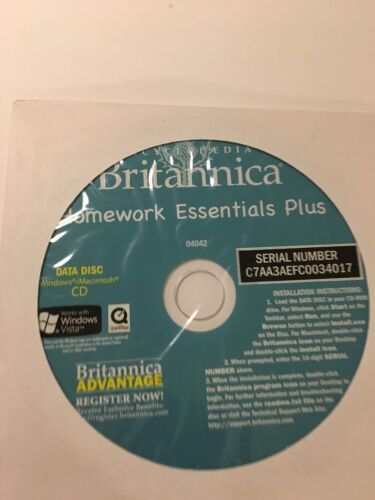 CYCLOPÆDIA
Britannica®
Homework Essentials Plus
04042
SERIAL NUMBER
C7AA3AEFC0034017
DATA DISC
Windows®/Macintosh®
CD
Works with
Windows
Vista™
QuickTime
INSTALLATION INSTRUCTIONS:
1. Load the DATA DISC in your CD-ROM
drive. For Windows, click Start on the
Taskbar, select Run, and use the
Browse button to select Install.exe
on the Disc. For Macintosh, double-click
the Britannica icon on your Desktop
and double-click the Install icon.
2. When prompted, enter the 16-digit SERIAL
NUMBER above.
3. When the installation is complete, double-click
the Britannica program icon on your Desktop to
begin. For further information and troubleshooting
information, see the readme.txt file on the
disc or visit the Technical Support Web Site:
http://support.britannica.com
Britannica
ADVANTAGE
REGISTER NOW!
Receive Exclusive Benefits.
register.britannica.com